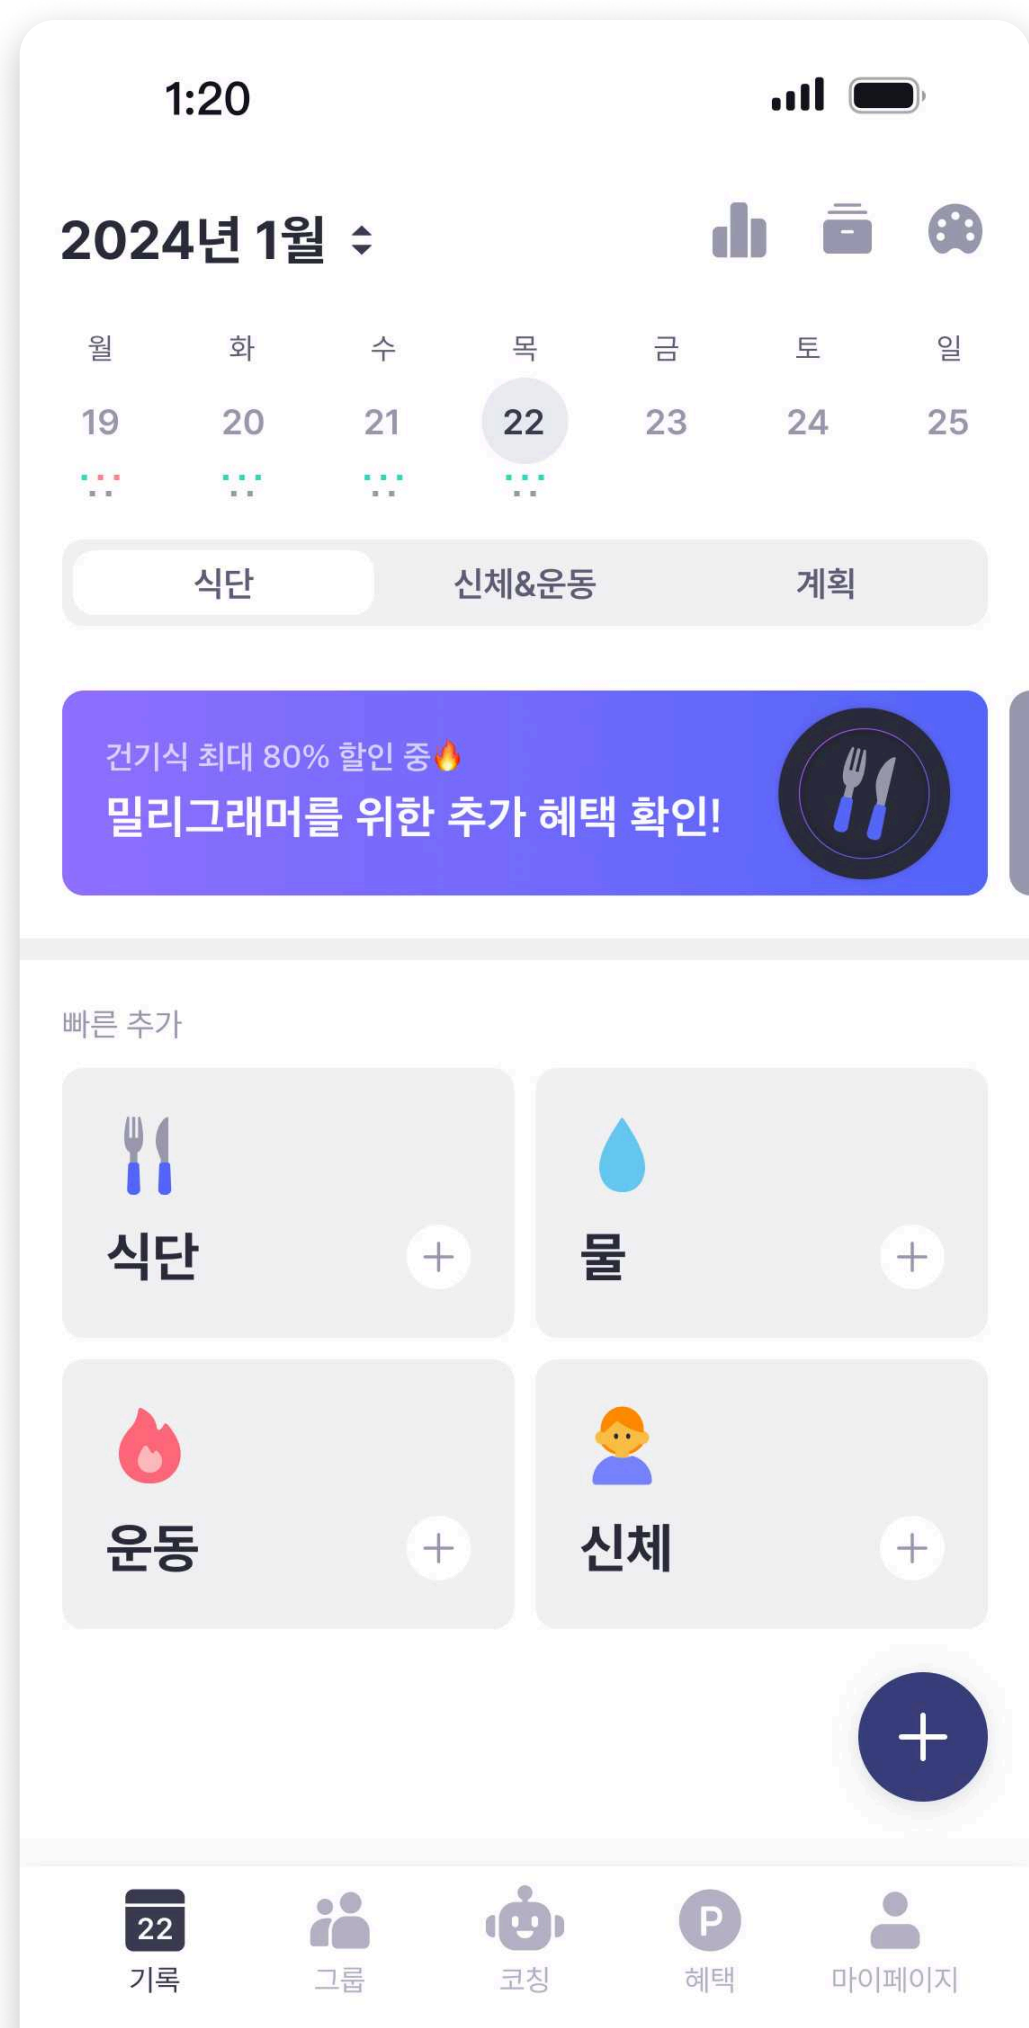 1:20
2024년 1월
월 화 수 목 금 토 일
19 20 21 22 23 24 25
식단 신체&운동 계획
건기식 최대 80% 할인 중🔥
밀리그래머를 위한 추가 혜택 확인!
빠른 추가
식단 물
운동 신체
22 P
기록 그룹 코칭 혜택 마이페이지